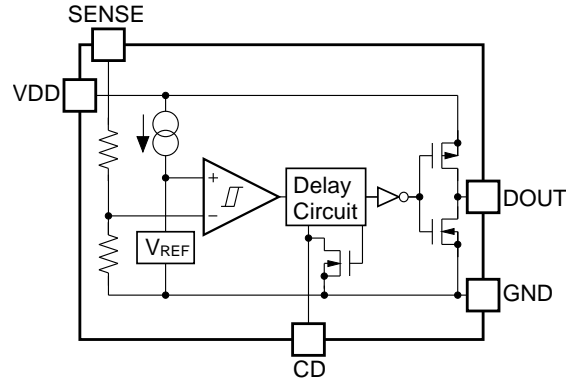 SENSE
VDD
+
−
Delay
Circuit
VREF
DOUT
GND
CD